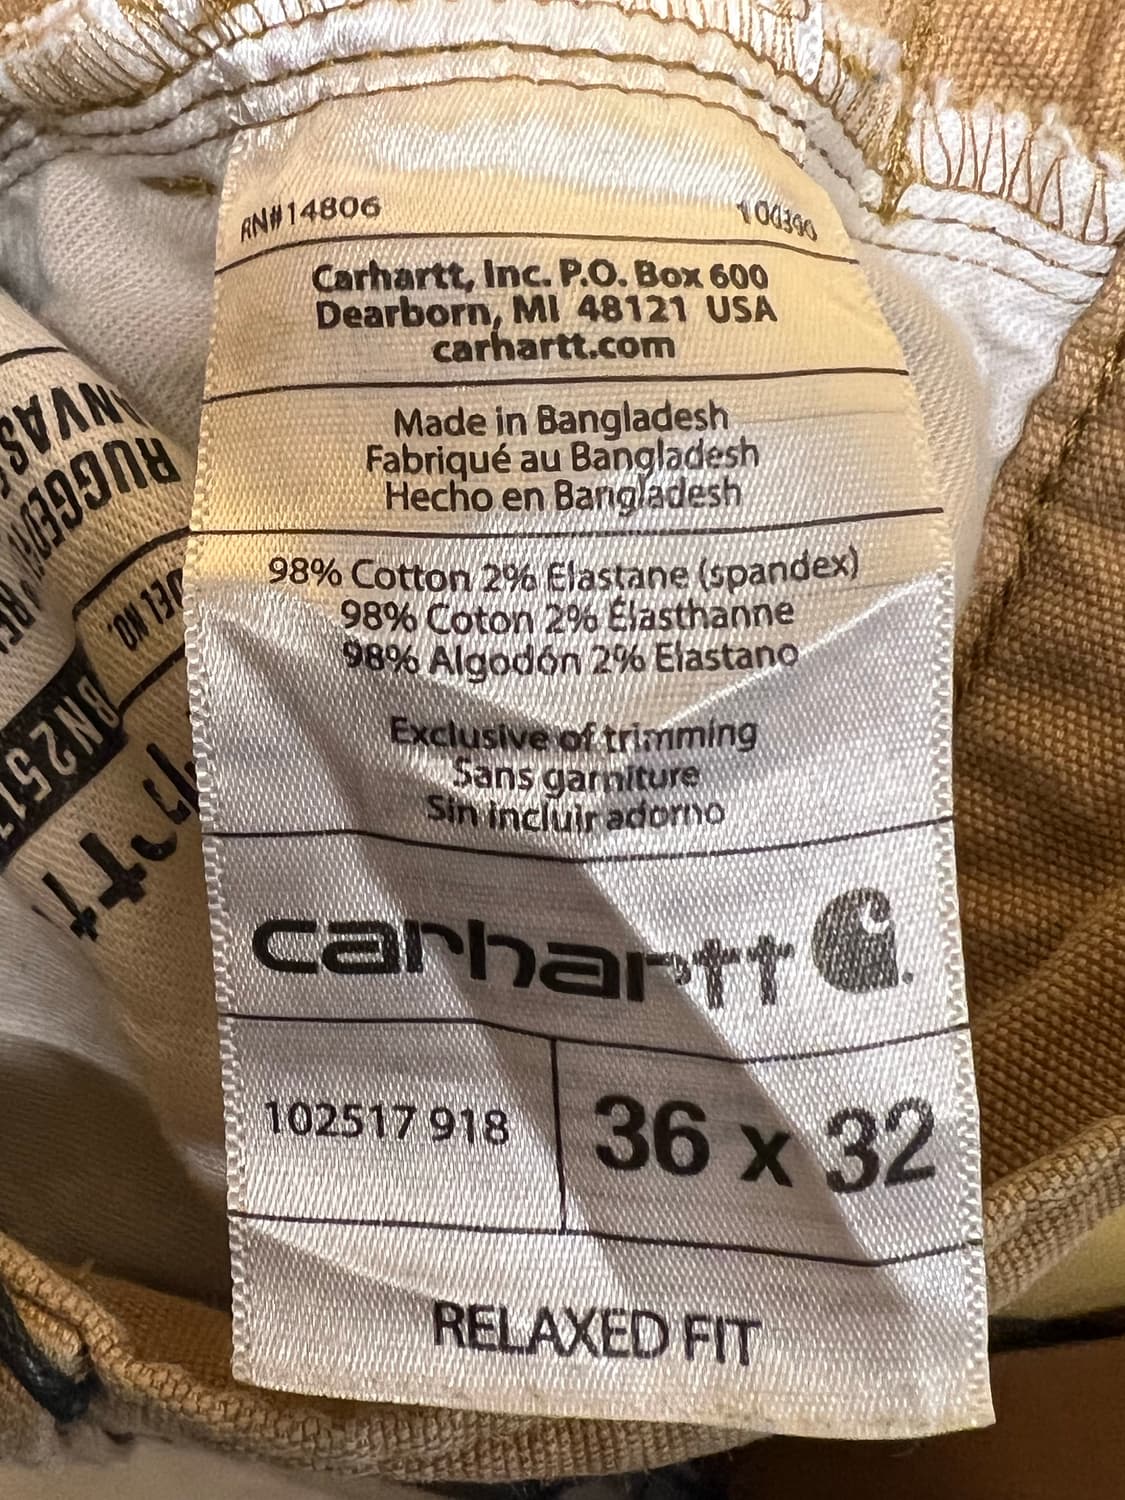 RN#14806 100390
Carhartt, Inc. P.O. Box 600
Dearborn, MI 48121 USA
carhartt.com
Made in Bangladesh
Fabriqué au Bangladesh
Hecho en Bangladesh
98% Cotton 2% Elastane (spandex)
98% Coton 2% Élasthanne
98% Algodón 2% Elastano
Exclusive of trimming
Sans garniture
Sin incluir adorno
carhartt
102517 918
36 x 32
RELAXED FIT
RUGGED